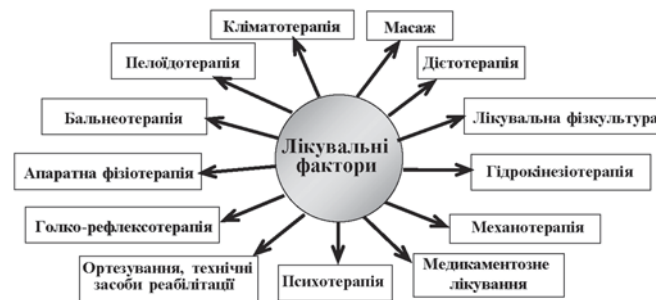 Кліматотерапія
Масаж
Пелоїдотерапія
Дієтотерапія
Бальнеотерапія
Лікувальна фізкультура
Лікувальні
фактори
Апаратна фізіотерапія
Гідрокінезіотерапія
Голко-рефлексотерапія
Механотерапія
Ортезування, технічні
засоби реабілітації
Психотерапія
Медикаментозне
лікування